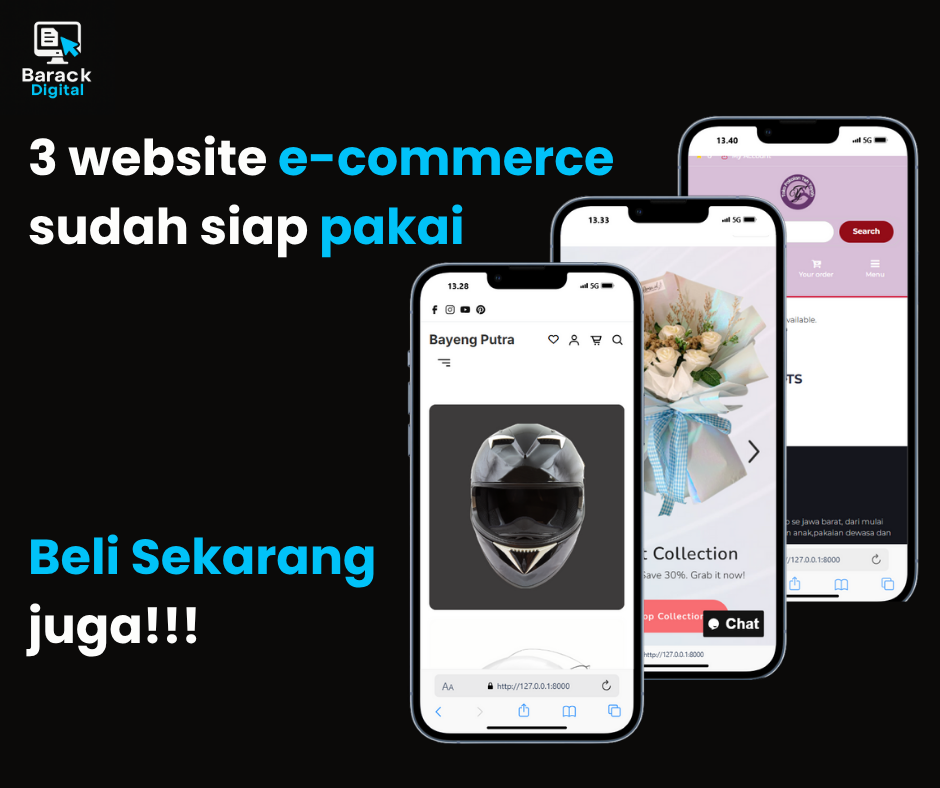 Barack
Digital
3 website e-commerce
sudah siap pakai
Beli Sekarang
juga!!!
13.28
5G
Bayeng Putra
AA
http://127.0.0.1:8000
13.33
5G
t Collection
Save 30%. Grab it now!
op Collection
Chat
http://127.0.0.1:8000
13.40
5G
My Account
Search
Your order
Menu
vailable.
TS
se jawa barat, dari mulai
n anak,pakaian dewasa dan
//127.0.0.1:8000